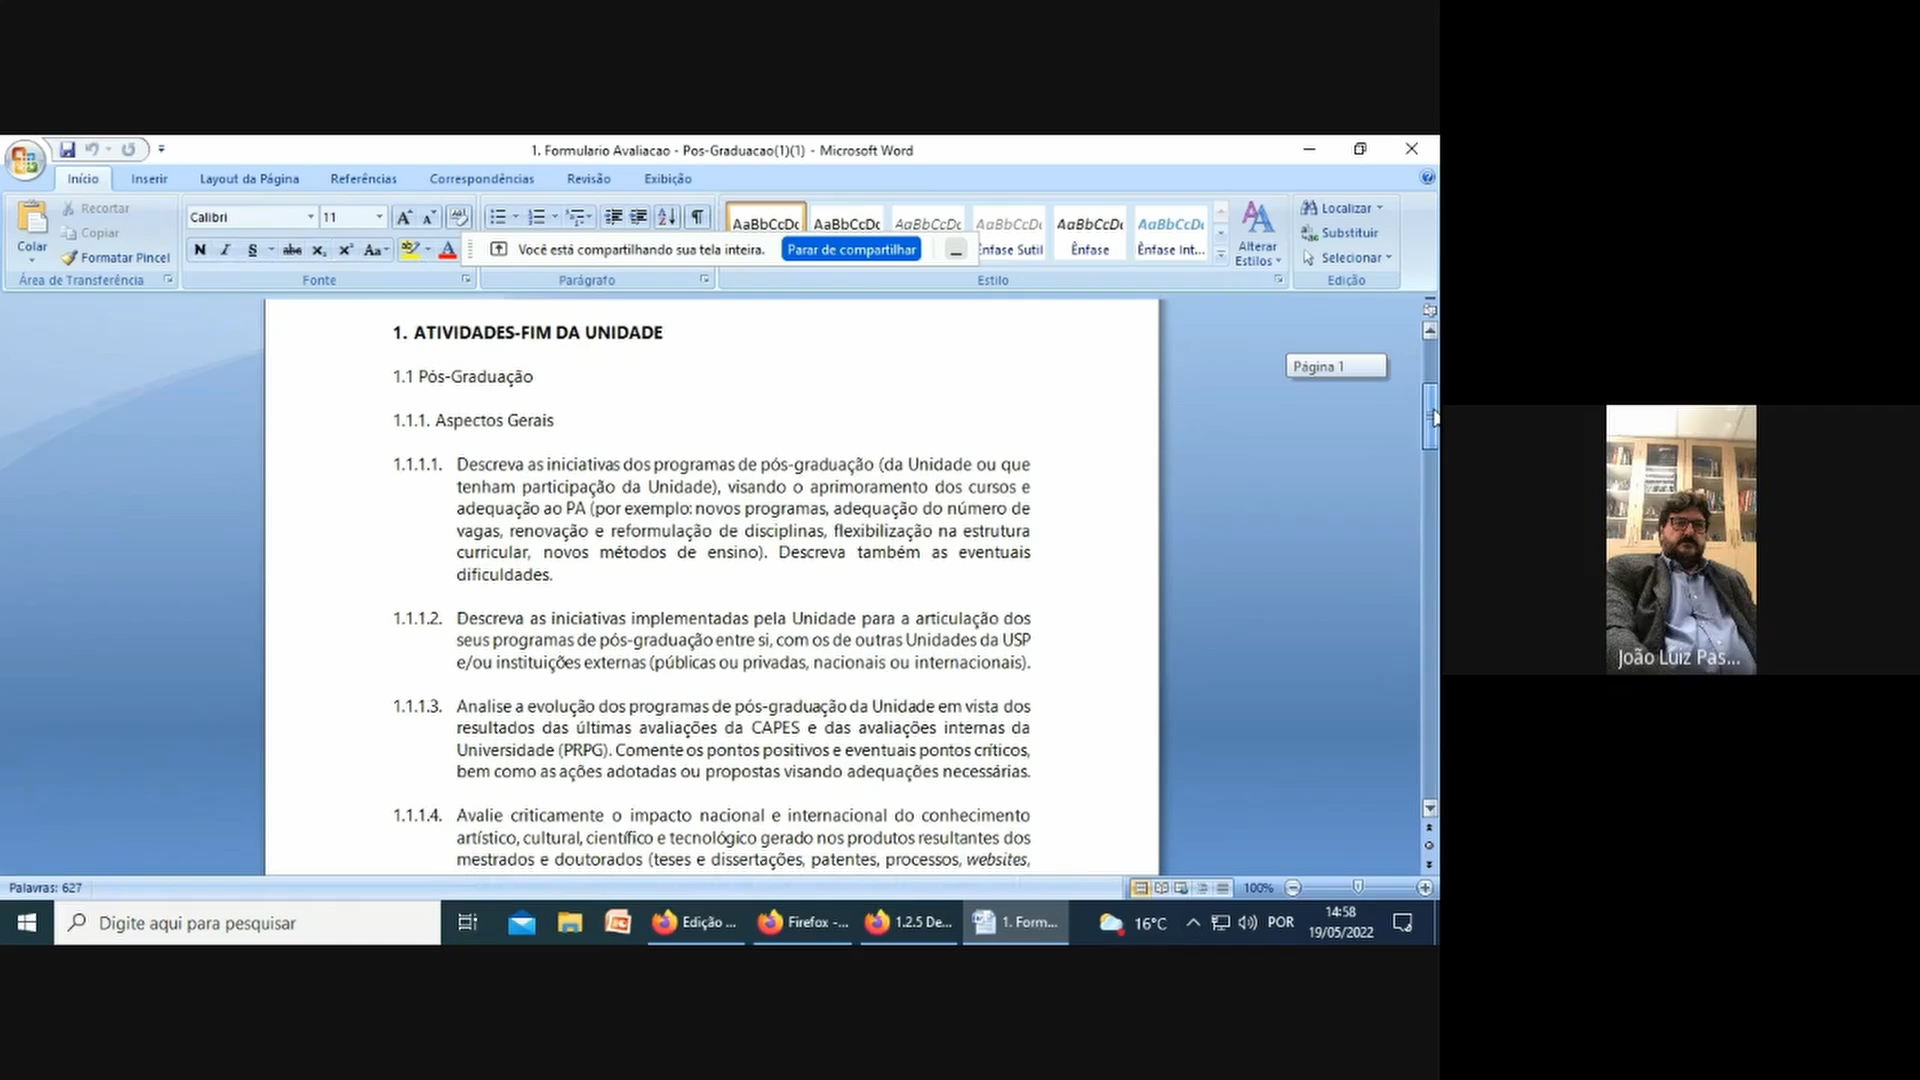 1. Formulario Avaliacao - Pos-Graduacao(1)(1) - Microsoft Word
Início Inserir Layout da Página Referências Correspondências Revisão Exibição
Colar
Recortar
Copiar
Formatar Pincel
Área de Transferência
Calibri 11
N I S abc x₂ x² Aa A
Fonte
Parágrafo
Você está compartilhando sua tela inteira. Parar de compartilhar
AaBbCcDc AaBbCcDc AaBbCcDc AaBbCcDc AaBbCcDc AaBbCcDc
Ênfase Sutil Ênfase Ênfase Int...
Alterar Estilos
Estilo
Localizar
Substituir
Selecionar
Edição
Página 1
1. ATIVIDADES-FIM DA UNIDADE
1.1 Pós-Graduação
1.1.1. Aspectos Gerais
1.1.1.1. Descreva as iniciativas dos programas de pós-graduação (da Unidade ou que
tenham participação da Unidade), visando o aprimoramento dos cursos e
adequação ao PA (por exemplo: novos programas, adequação do número de
vagas, renovação e reformulação de disciplinas, flexibilização na estrutura
curricular, novos métodos de ensino). Descreva também as eventuais
dificuldades.
1.1.1.2. Descreva as iniciativas implementadas pela Unidade para a articulação dos
seus programas de pós-graduação entre si, com os de outras Unidades da USP
e/ou instituições externas (públicas ou privadas, nacionais ou internacionais).
1.1.1.3. Analise a evolução dos programas de pós-graduação da Unidade em vista dos
resultados das últimas avaliações da CAPES e das avaliações internas da
Universidade (PRPG). Comente os pontos positivos e eventuais pontos críticos,
bem como as ações adotadas ou propostas visando adequações necessárias.
1.1.1.4. Avalie criticamente o impacto nacional e internacional do conhecimento
artístico, cultural, científico e tecnológico gerado nos produtos resultantes dos
mestrados e doutorados (teses e dissertações, patentes, processos, websites,
Palavras: 627
100%
Digite aqui para pesquisar
Edição ...
Firefox -...
1.2.5 De...
1. Form...
16°C
POR
14:58
19/05/2022
João Luiz Pas...